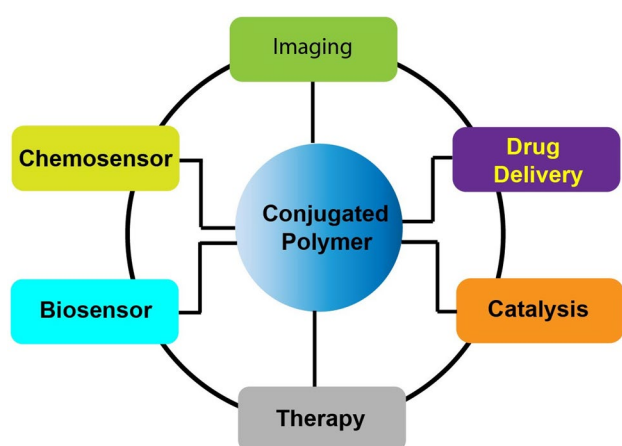 Imaging
Chemosensor
Drug
Delivery
Conjugated
Polymer
Biosensor
Catalysis
Therapy